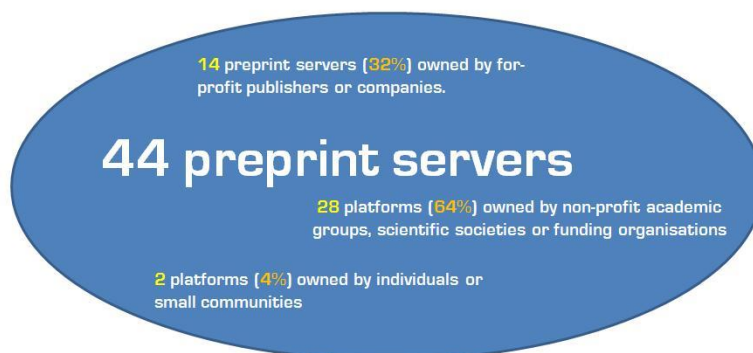 14 preprint servers (32%) owned by for-
profit publishers or companies.
44 preprint servers
28 platforms (64%) owned by non-profit academic
groups, scientific societies or funding organisations
2 platforms (4%) owned by individuals or
small communities